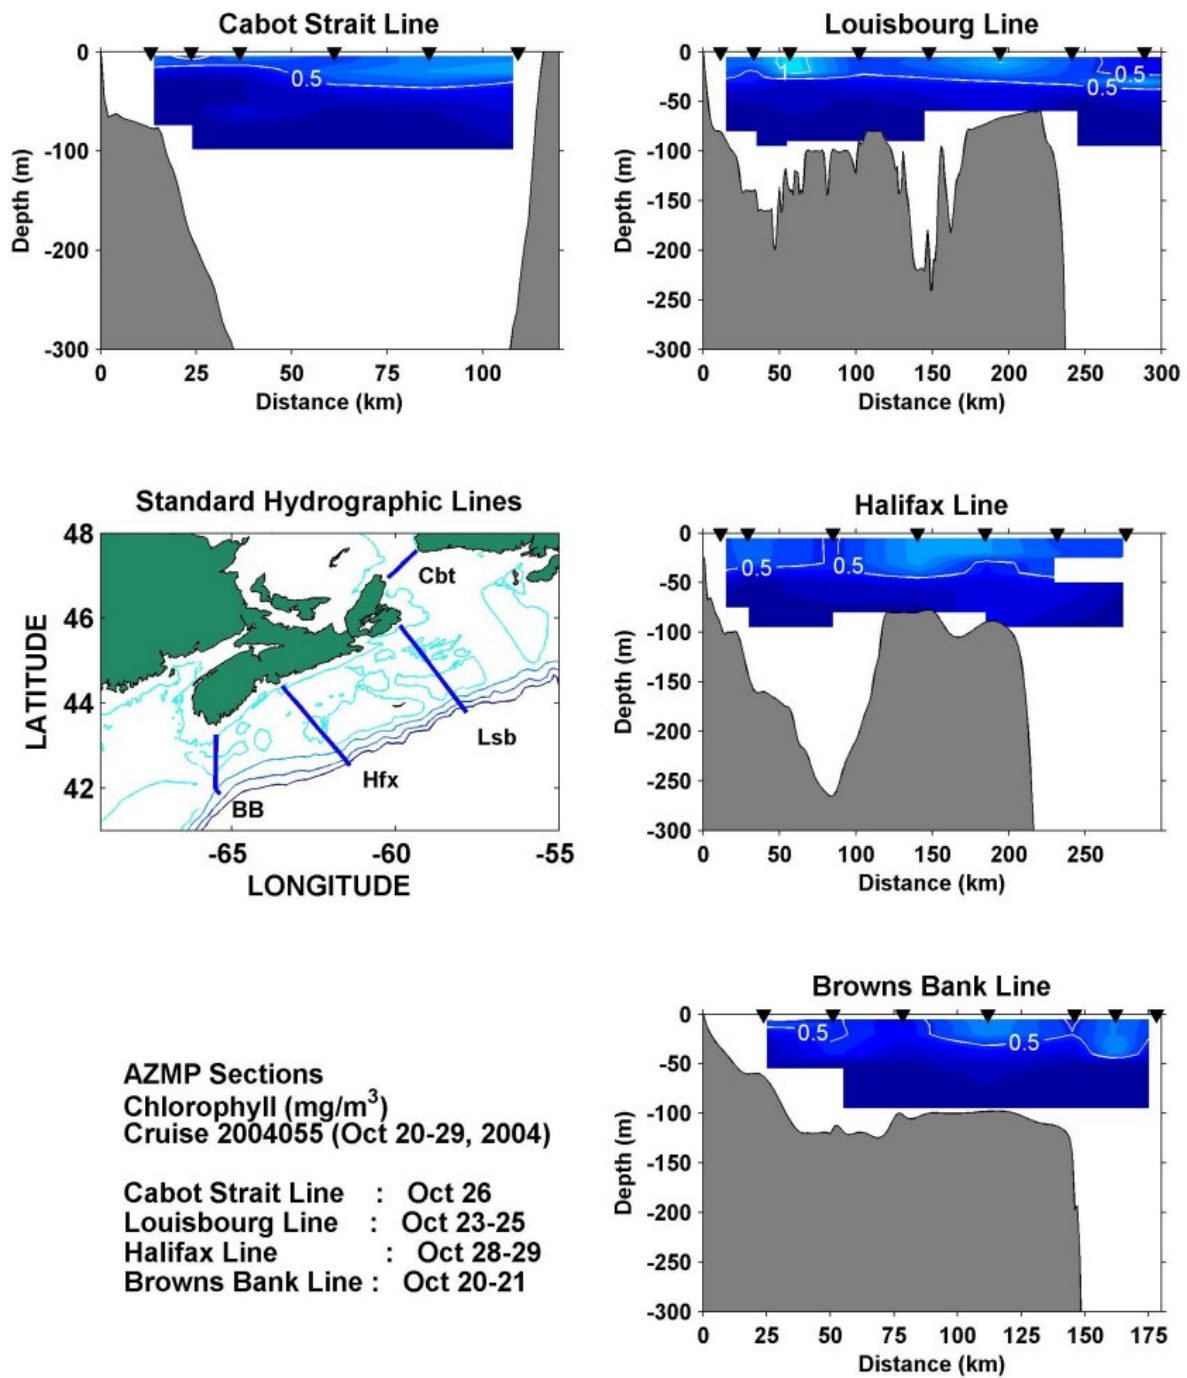 Cabot Strait Line
0
-100
-200
-300
Depth (m)
0.5
0 25 50 75 100
Distance (km)
Louisbourg Line
0
-50
-100
-150
-200
-250
-300
Depth (m)
1
0.5
0.5
0 50 100 150 200 250 300
Distance (km)
Standard Hydrographic Lines
48
46
44
42
LATITUDE
Cbt
Lsb
Hfx
BB
-65 -60 -55
LONGITUDE
Halifax Line
0
-50
-100
-150
-200
-250
-300
Depth (m)
0.5 0.5
0 50 100 150 200 250
Distance (km)
Browns Bank Line
0
-50
-100
-150
-200
-250
-300
Depth (m)
0.5 0.5
0 25 50 75 100 125 150 175
Distance (km)
AZMP Sections
Chlorophyll (mg/m³)
Cruise 2004055 (Oct 20-29, 2004)
Cabot Strait Line : Oct 26
Louisbourg Line : Oct 23-25
Halifax Line : Oct 28-29
Browns Bank Line : Oct 20-21